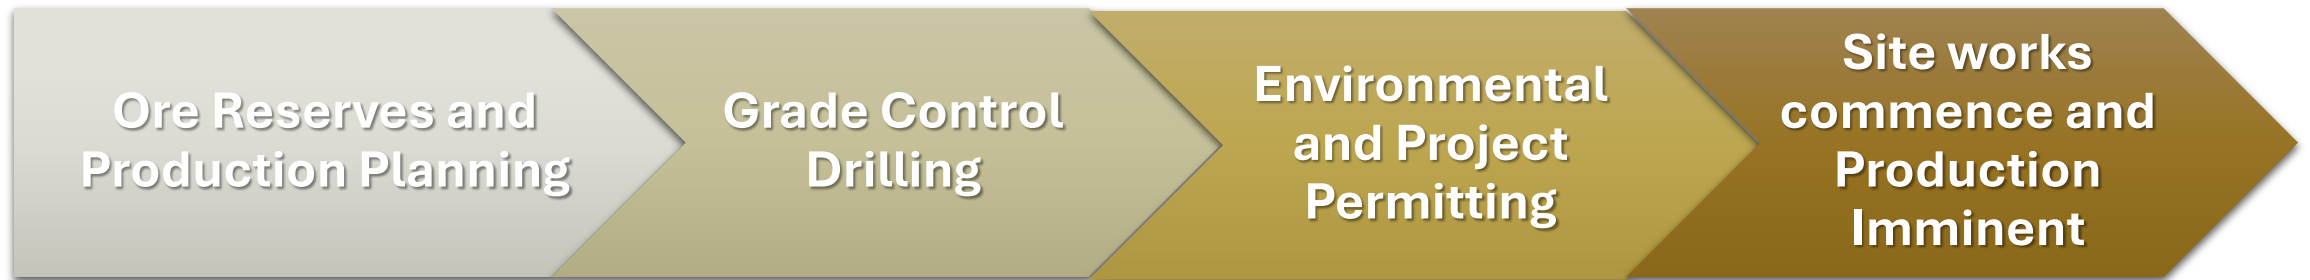 Ore Reserves and
Production Planning
Grade Control
Drilling
Environmental
and Project
Permitting
Site works
commence and
Production
Imminent